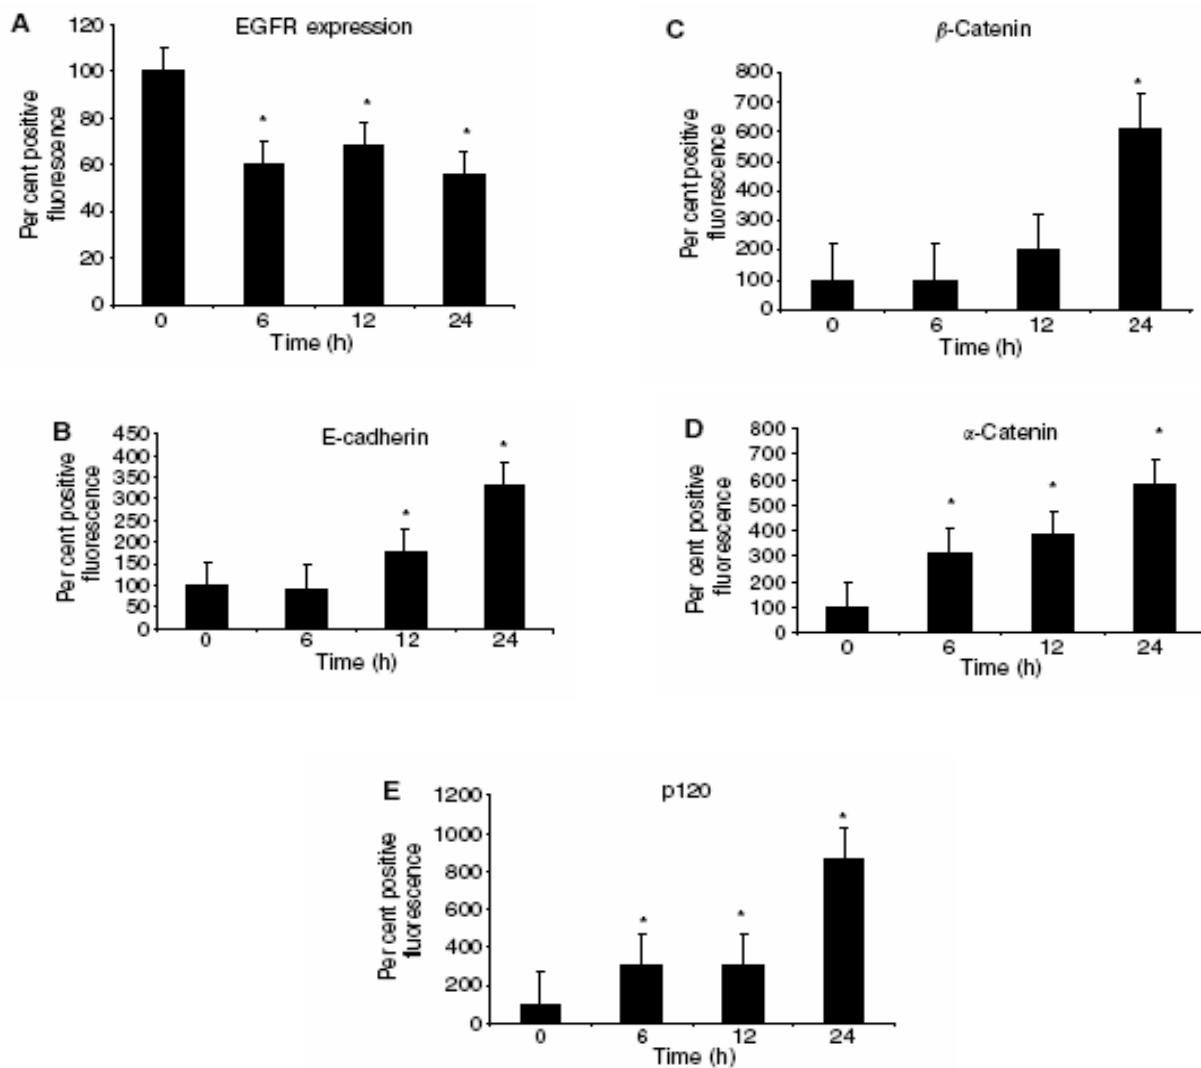 A
EGFR expression
Per cent positive
fluorescence
120
100
80
60
40
20
0
*
*
*
0 6 12 24
Time (h)
B
E-cadherin
Per cent positive
fluorescence
450
400
350
300
250
200
150
100
50
0
*
*
0 6 12 24
Time (h)
C
β-Catenin
Per cent positive
fluorescence
800
700
600
500
400
300
200
100
0
*
0 6 12 24
Time (h)
D
α-Catenin
Per cent positive
fluorescence
800
700
600
500
400
300
200
100
0
*
*
*
0 6 12 24
Time (h)
E
p120
Per cent positive
fluorescence
1200
1000
800
600
400
200
0
*
*
*
0 6 12 24
Time (h)